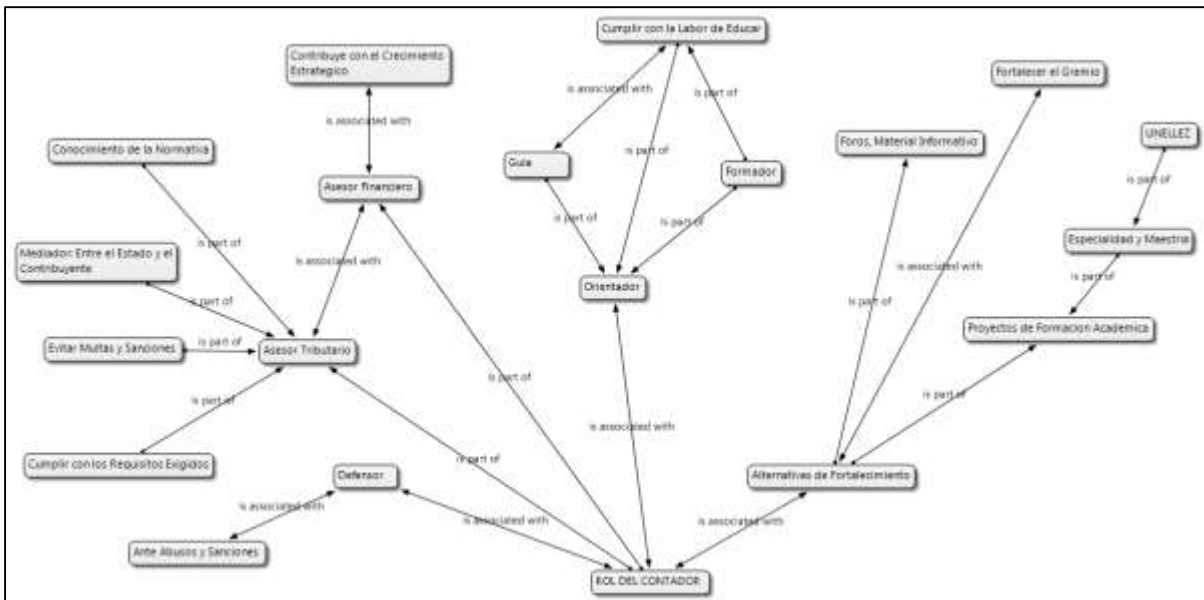 Cumplir con la Labor de Educar
Contribuye con el Crecimiento
Estrategico
Fortalecer el Gremio
is associated with
is part of
is associated with
Conocimiento de la Normativa
Foros, Material Informativo
UNELLEZ
is part of
Guia
Formador
Asesor Financiero
is part of
is part of
is part of
is part of
Especialidad y Maestria
Mediador: Entre el Estado y el
Contribuyente
is associated with
is associated with
is part of
is part of
Orientador
is part of
Proyectos de Formacion Academica
Evitar Multas y Sanciones
is part of
Asesor Tributario
is part of
is part of
is part of
is associated with
Cumplir con los Requisitos Exigidos
is part of
Defensor
Alternativas de Fortalecimiento
is associated with
is associated with
is associated with
Ante Abusos y Sanciones
ROL DEL CONTADOR